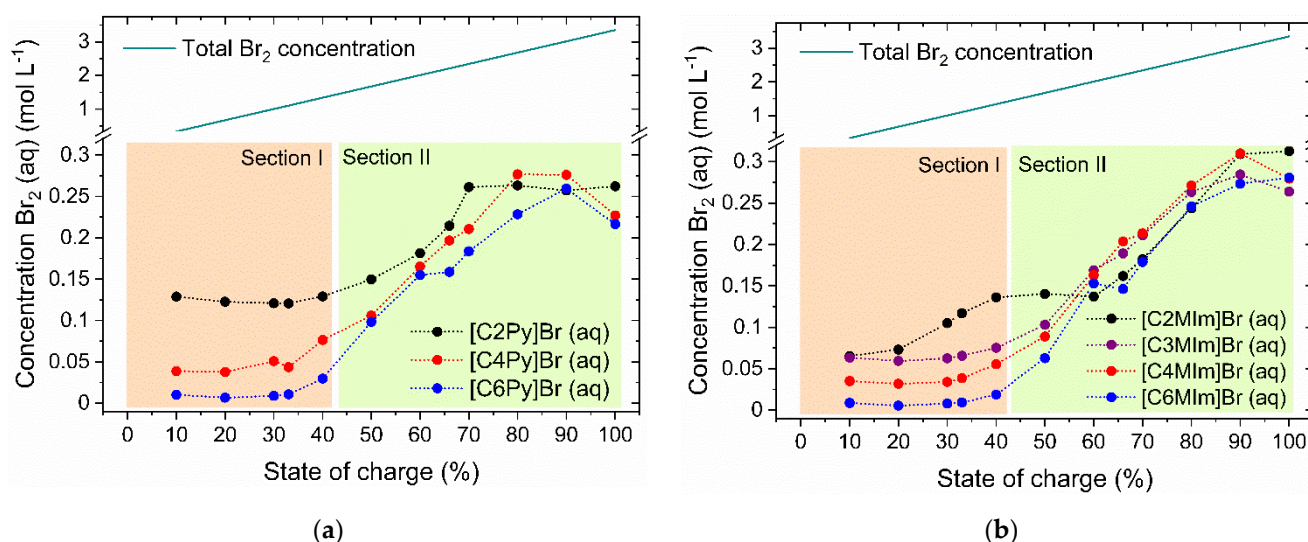 Total Br₂ concentration
3
2
1
0.3
0.25
0.2
0.15
0.1
0.05
0
Concentration Br₂ (aq) (mol L⁻¹)
Section I
Section II
[C2Py]Br (aq)
[C4Py]Br (aq)
[C6Py]Br (aq)
0 10 20 30 40 50 60 70 80 90 100
State of charge (%)
(a)
Total Br₂ concentration
3
2
1
0.3
0.25
0.2
0.15
0.1
0.05
0
Concentration Br₂ (aq) (mol L⁻¹)
Section I
Section II
[C2MIm]Br (aq)
[C3MIm]Br (aq)
[C4MIm]Br (aq)
[C6MIm]Br (aq)
0 10 20 30 40 50 60 70 80 90 100
State of charge (%)
(b)